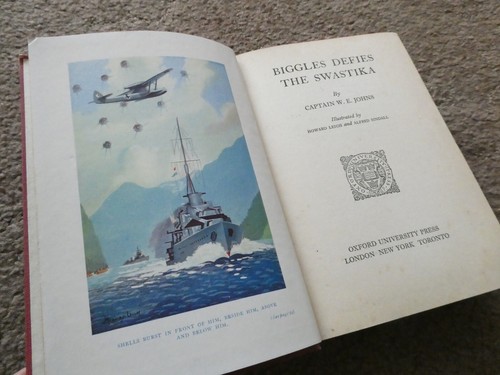 SHELLS BURST IN FRONT OF HIM, BESIDE HIM, ABOVE
AND BELOW HIM.
BIGGLES DEFIES
THE SWASTIKA
By
CAPTAIN W. E. JOHNS
Illustrated by
HOWARD LEIGH and ALFRED SINDALL
OXFORD UNIVERSITY PRESS
LONDON NEW YORK TORONTO